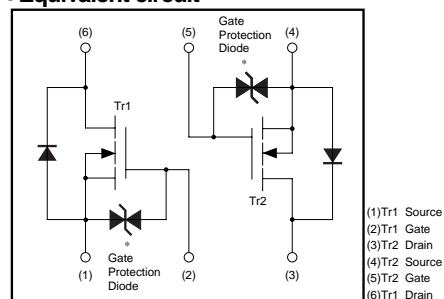 Equivalent circuit
(6)
(5)
Gate
Protection
Diode
(4)
*
Tr1
Tr2
*
(1)
Gate
Protection
Diode
(2)
(3)
(1)Tr1 Source
(2)Tr1 Gate
(3)Tr2 Drain
(4)Tr2 Source
(5)Tr2 Gate
(6)Tr1 Drain